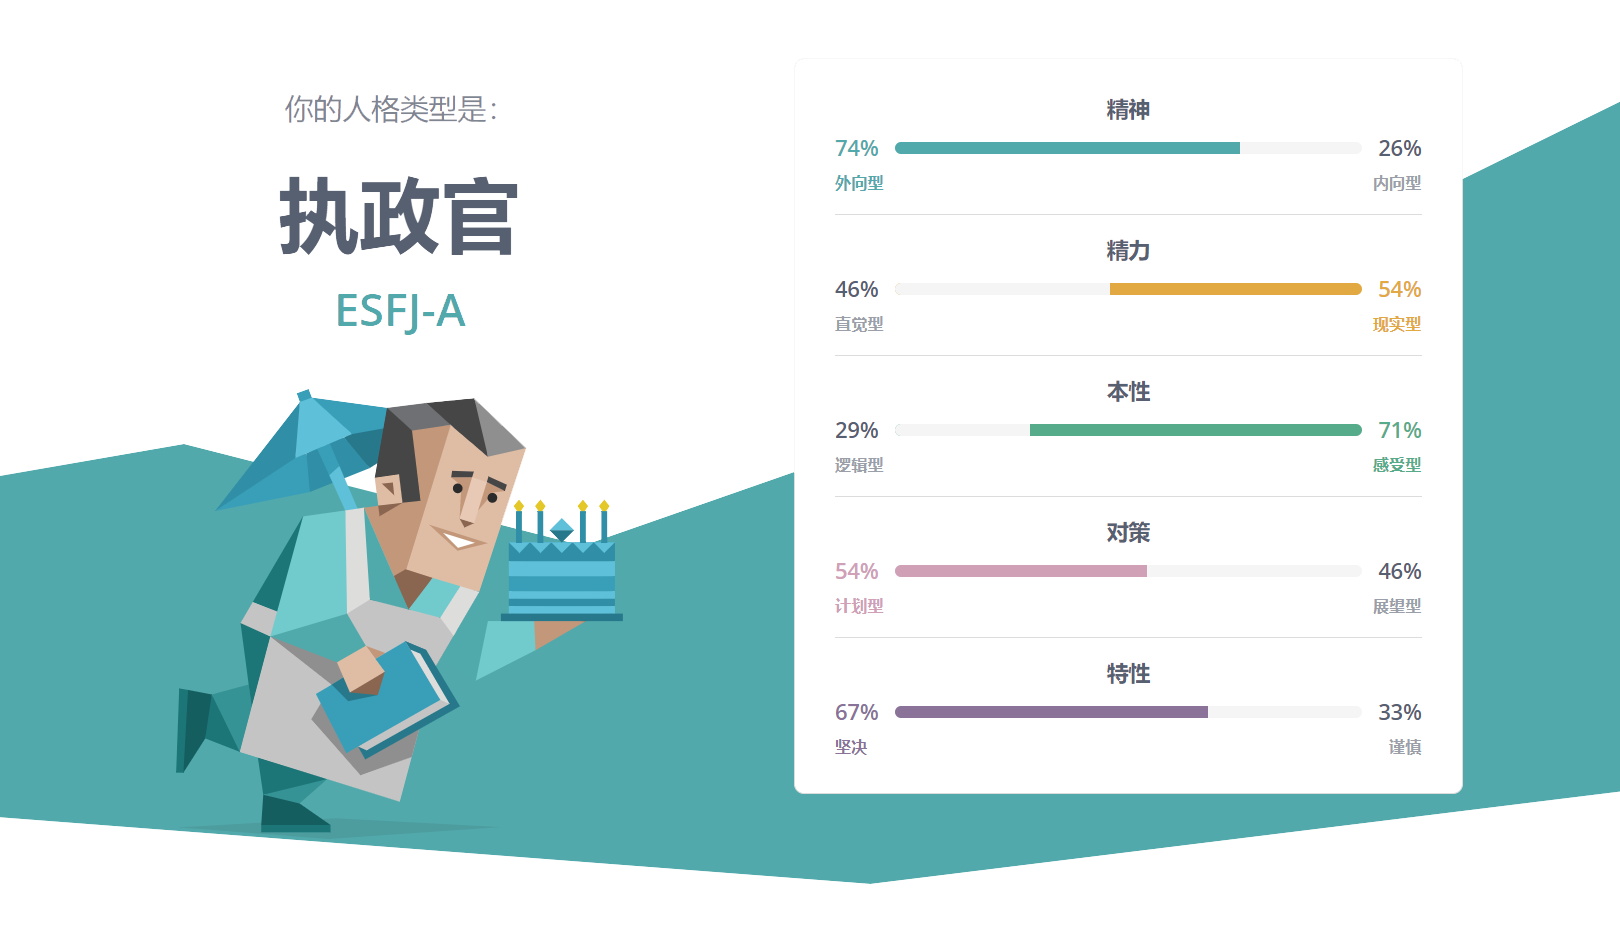 你的人格类型是：
执政官
ESFJ-A
精神
74% 26%
外向型 内向型
精力
46% 54%
直觉型 现实型
本性
29% 71%
逻辑型 感受型
对策
54% 46%
计划型 展望型
特性
67% 33%
坚决 谨慎